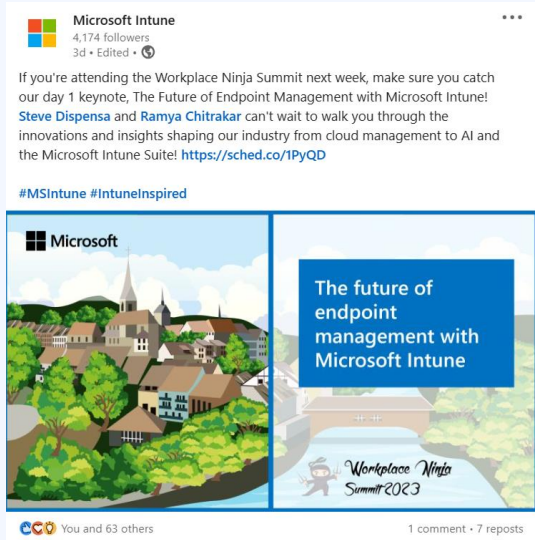 Microsoft Intune
4,174 followers
3d • Edited •
If you're attending the Workplace Ninja Summit next week, make sure you catch
our day 1 keynote, The Future of Endpoint Management with Microsoft Intune!
Steve Dispensa and Ramya Chitrakar can't wait to walk you through the
innovations and insights shaping our industry from cloud management to AI and
the Microsoft Intune Suite! https://sched.co/1PyQD
#MSIntune #IntuneInspired
Microsoft
The future of
endpoint
management with
Microsoft Intune
Workplace Ninja
Summit 2023
You and 63 others
1 comment • 7 reposts